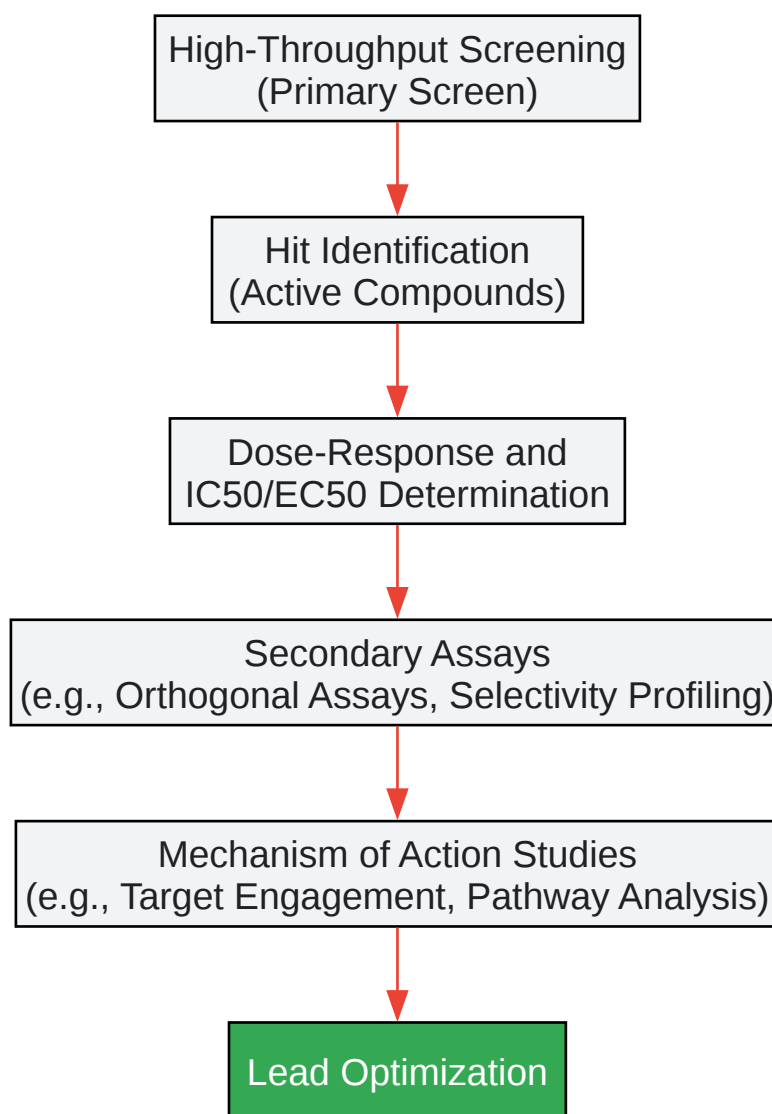 High-Throughput Screening
(Primary Screen)
Hit Identification
(Active Compounds)
Dose-Response and
IC50/EC50 Determination
Secondary Assays
(e.g., Orthogonal Assays, Selectivity Profiling)
Mechanism of Action Studies
(e.g., Target Engagement, Pathway Analysis)
Lead Optimization